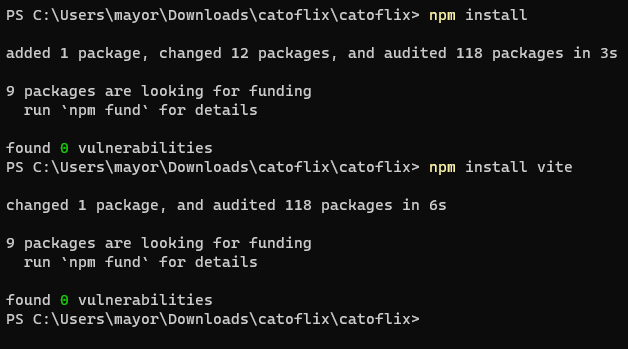 PS C:\Users\mayor\Downloads\catoflix\catoflix> npm install
added 1 package, changed 12 packages, and audited 118 packages in 3s
9 packages are looking for funding
run `npm fund` for details
found 0 vulnerabilities
PS C:\Users\mayor\Downloads\catoflix\catoflix> npm install vite
changed 1 package, and audited 118 packages in 6s
9 packages are looking for funding
run `npm fund` for details
found 0 vulnerabilities
PS C:\Users\mayor\Downloads\catoflix\catoflix>